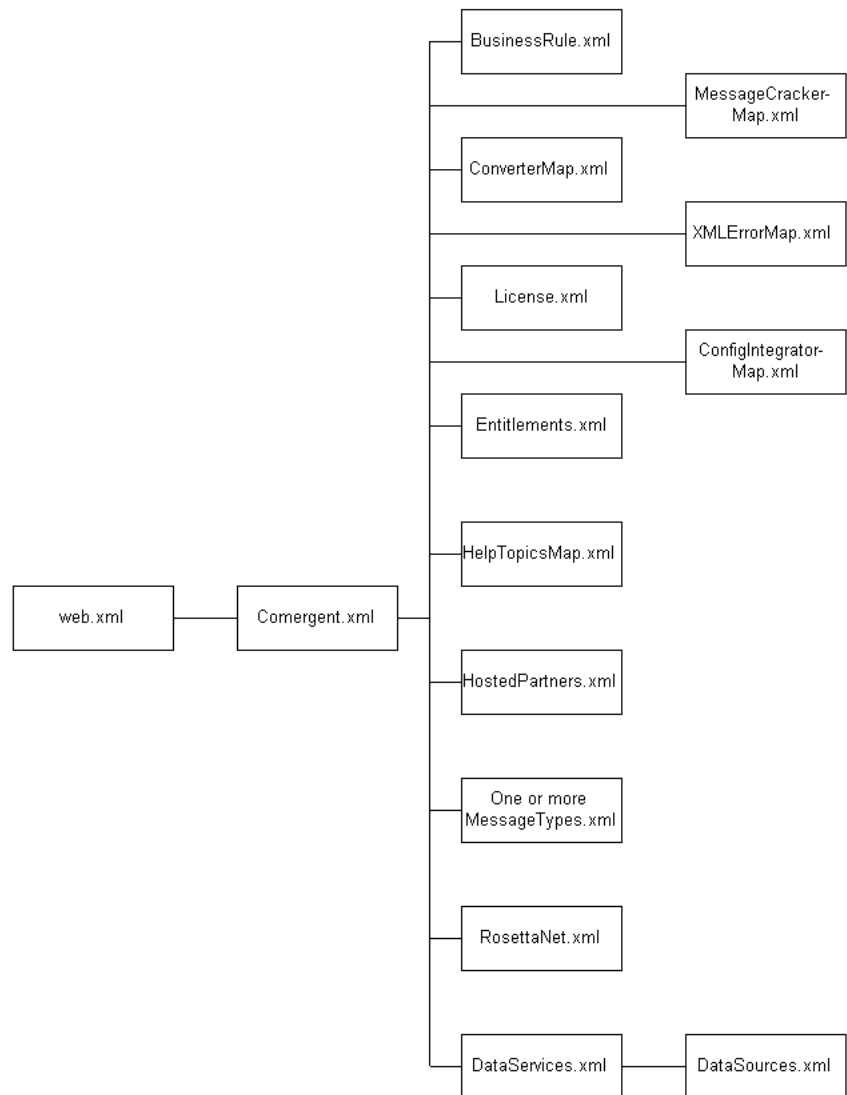 BusinessRule.xml
MessageCracker-
Map.xml
ConverterMap.xml
XMLErrorMap.xml
License.xml
ConfigIntegrator-
Map.xml
Entitlements.xml
HelpTopicsMap.xml
web.xml
Comergent.xml
HostedPartners.xml
One or more
MessageTypes.xml
RosettaNet.xml
DataServices.xml
DataSources.xml